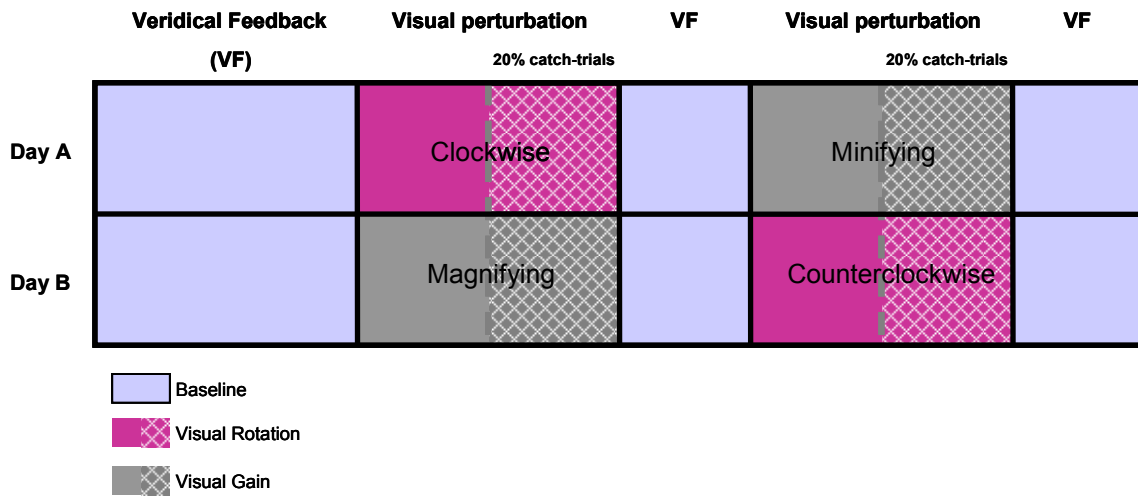 Veridical Feedback Visual perturbation VF Visual perturbation VF
(VF) 20% catch-trials 20% catch-trials
Day A Clockwise Minifying
Day B Magnifying Counterclockwise
Baseline
Visual Rotation
Visual Gain